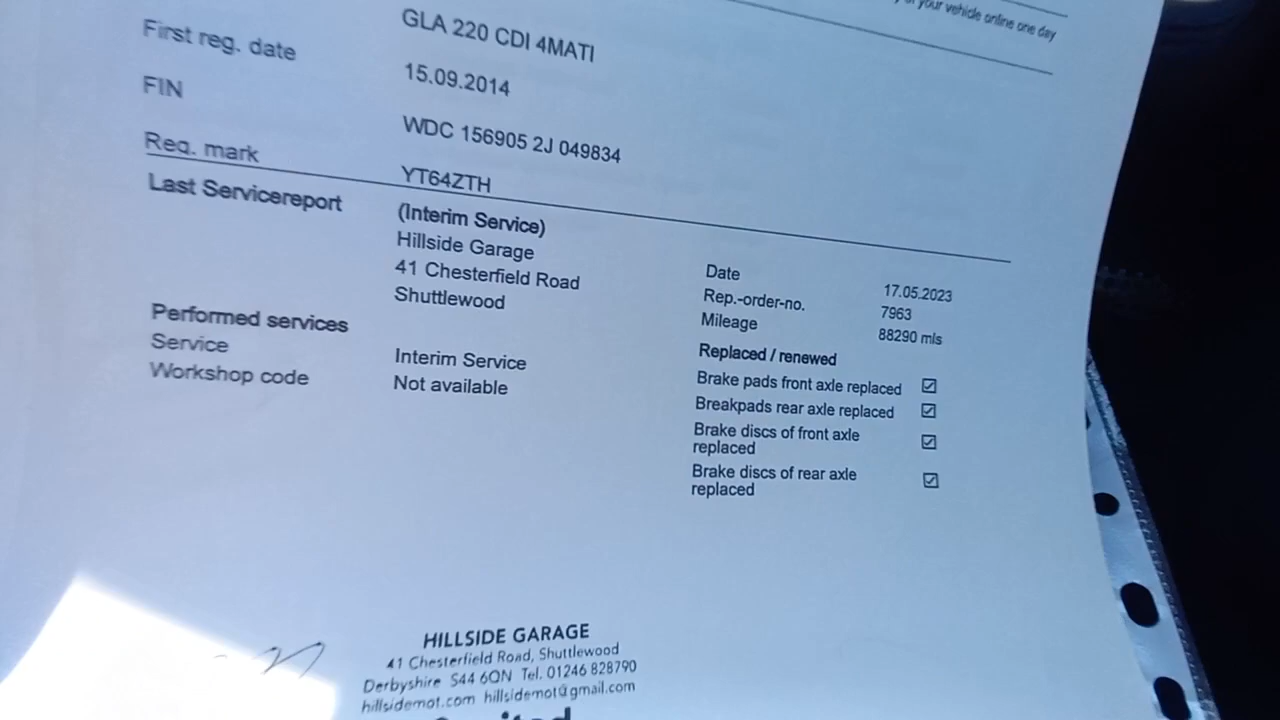 of your vehicle online one day
GLA 220 CDI 4MATI
First reg. date 15.09.2014
FIN WDC 156905 2J 049834
Reg. mark YT64ZTH
Last Servicereport (Interim Service)
Hillside Garage
41 Chesterfield Road
Shuttlewood
Date 17.05.2023
Rep.-order-no. 7963
Mileage 88290 mls
Performed services
Service Interim Service
Workshop code Not available
Replaced / renewed
Brake pads front axle replaced ☑
Breakpads rear axle replaced ☑
Brake discs of front axle
replaced ☑
Brake discs of rear axle
replaced ☑
HILLSIDE GARAGE
41 Chesterfield Road, Shuttlewood
Derbyshire S44 6QN Tel. 01246 828790
hillsidemot.com hillsidemot@gmail.com